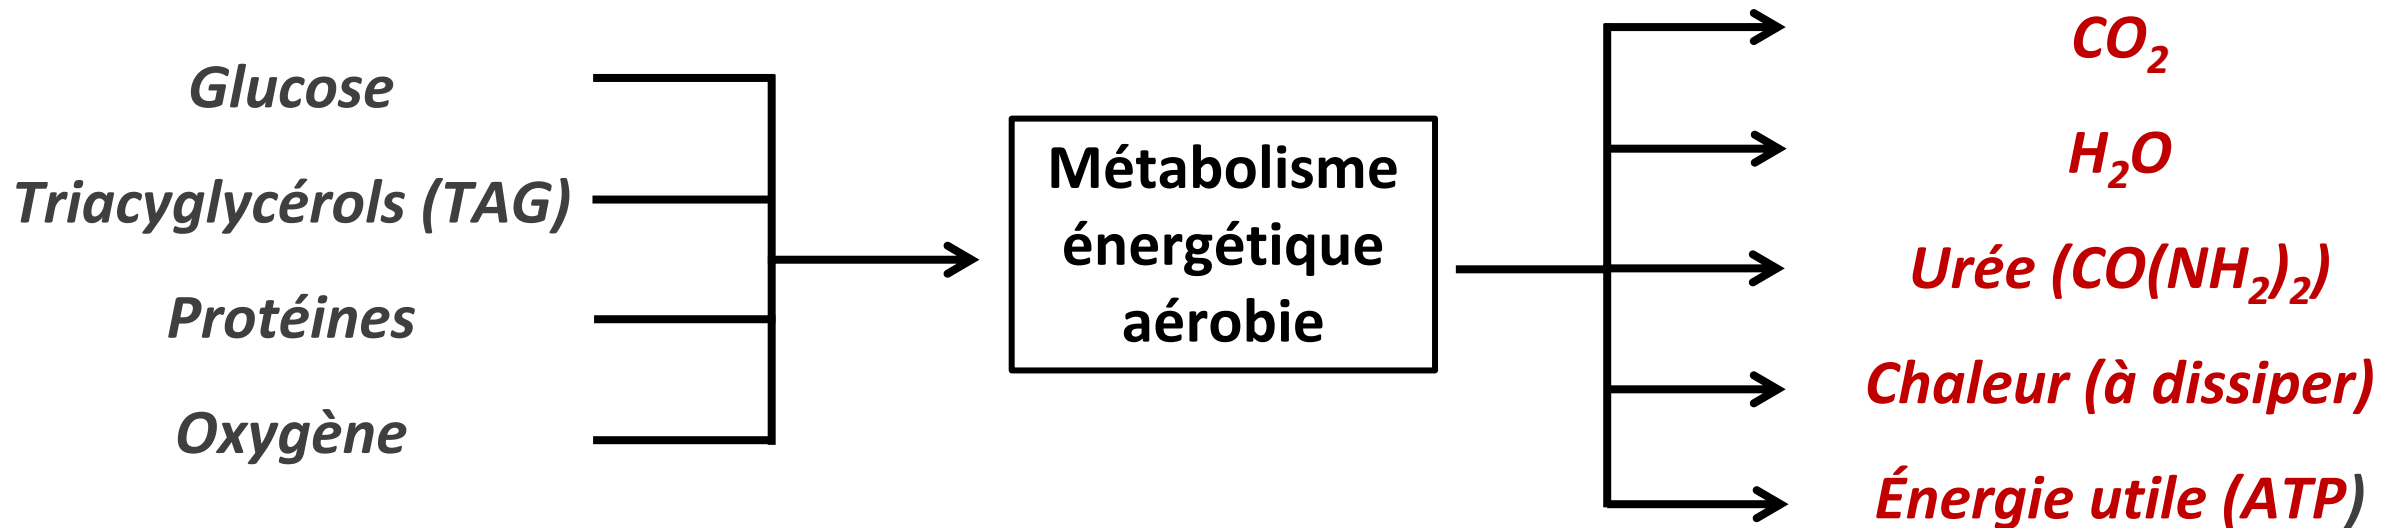 Glucose
Triacyglycérols (TAG)
Protéines
Oxygène
Métabolisme
énergétique
aérobie
CO₂
H₂O
Urée (CO(NH₂)₂)
Chaleur (à dissiper)
Énergie utile (ATP)